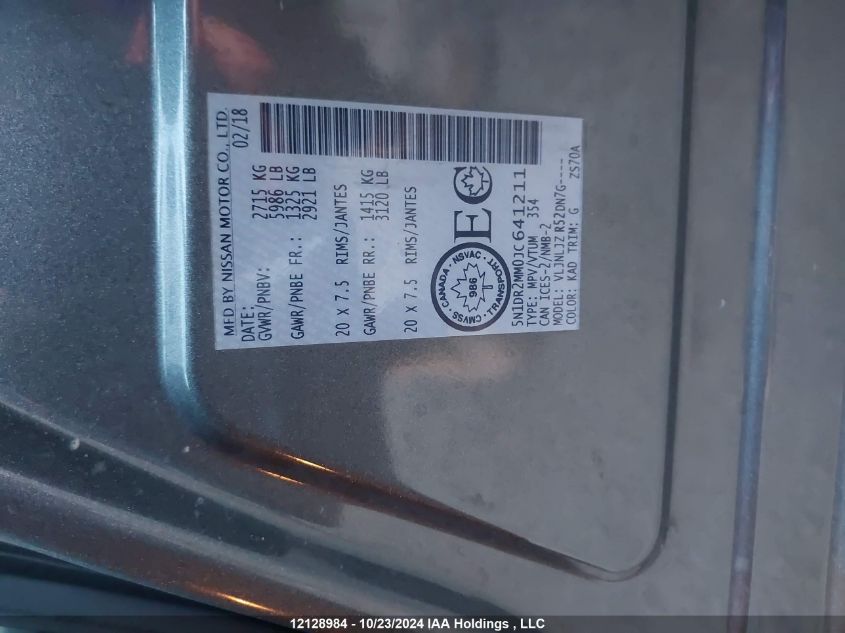 MFD BY NISSAN MOTOR CO., LTD.
DATE: 02/18
GVWR/PNBV: 2715 KG
5986 LB
GAWR/PNBE FR.: 1325 KG
2921 LB
20 X 7.5 RIMS/JANTES
GAWR/PNBE RR.: 1415 KG
3120 LB
20 X 7.5 RIMS/JANTES
CANADA · NSVAC · TRANSPORT · CMVSS ·
986
E C
5N1DR2MM0JC641211
TYPE: MPV/VTUM 354
CAN ICES-2/NMB-2
MODEL: VLJNLJZ R52DN7G----
COLOR: KAD TRIM: G ZS70A
12128984 - 10/23/2024 IAA Holdings , LLC